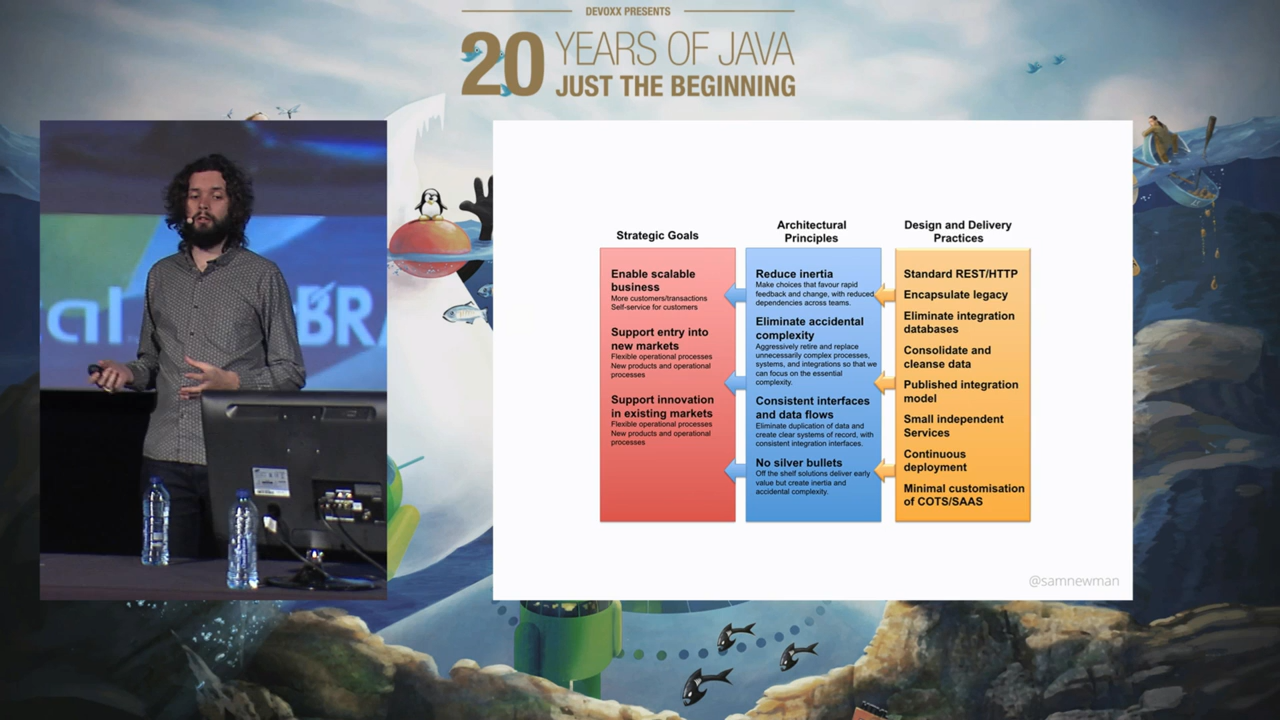 DEVOXX PRESENTS
20 YEARS OF JAVA
JUST THE BEGINNING
al
BRA
Strategic Goals
Enable scalable
business
More customers/transactions
Self-service for customers
Support entry into
new markets
Flexible operational processes
New products and operational
processes
Support innovation
in existing markets
Flexible operational processes
New products and operational
processes
Architectural
Principles
Reduce inertia
Make choices that favour rapid
feedback and change, with reduced
dependencies across teams.
Eliminate accidental
complexity
Aggressively retire and replace
unnecessarily complex processes,
systems, and integrations so that we
can focus on the essential
complexity.
Consistent interfaces
and data flows
Eliminate duplication of data and
create clear systems of record, with
consistent integration interfaces.
No silver bullets
Off the shelf solutions deliver early
value but create inertia and
accidental complexity.
Design and Delivery
Practices
Standard REST/HTTP
Encapsulate legacy
Eliminate integration
databases
Consolidate and
cleanse data
Published integration
model
Small independent
Services
Continuous
deployment
Minimal customisation
of COTS/SAAS
@samnewman